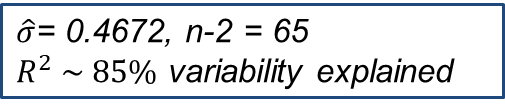 σ̂= 0.4672, n-2 = 65
R² ~ 85% variability explained